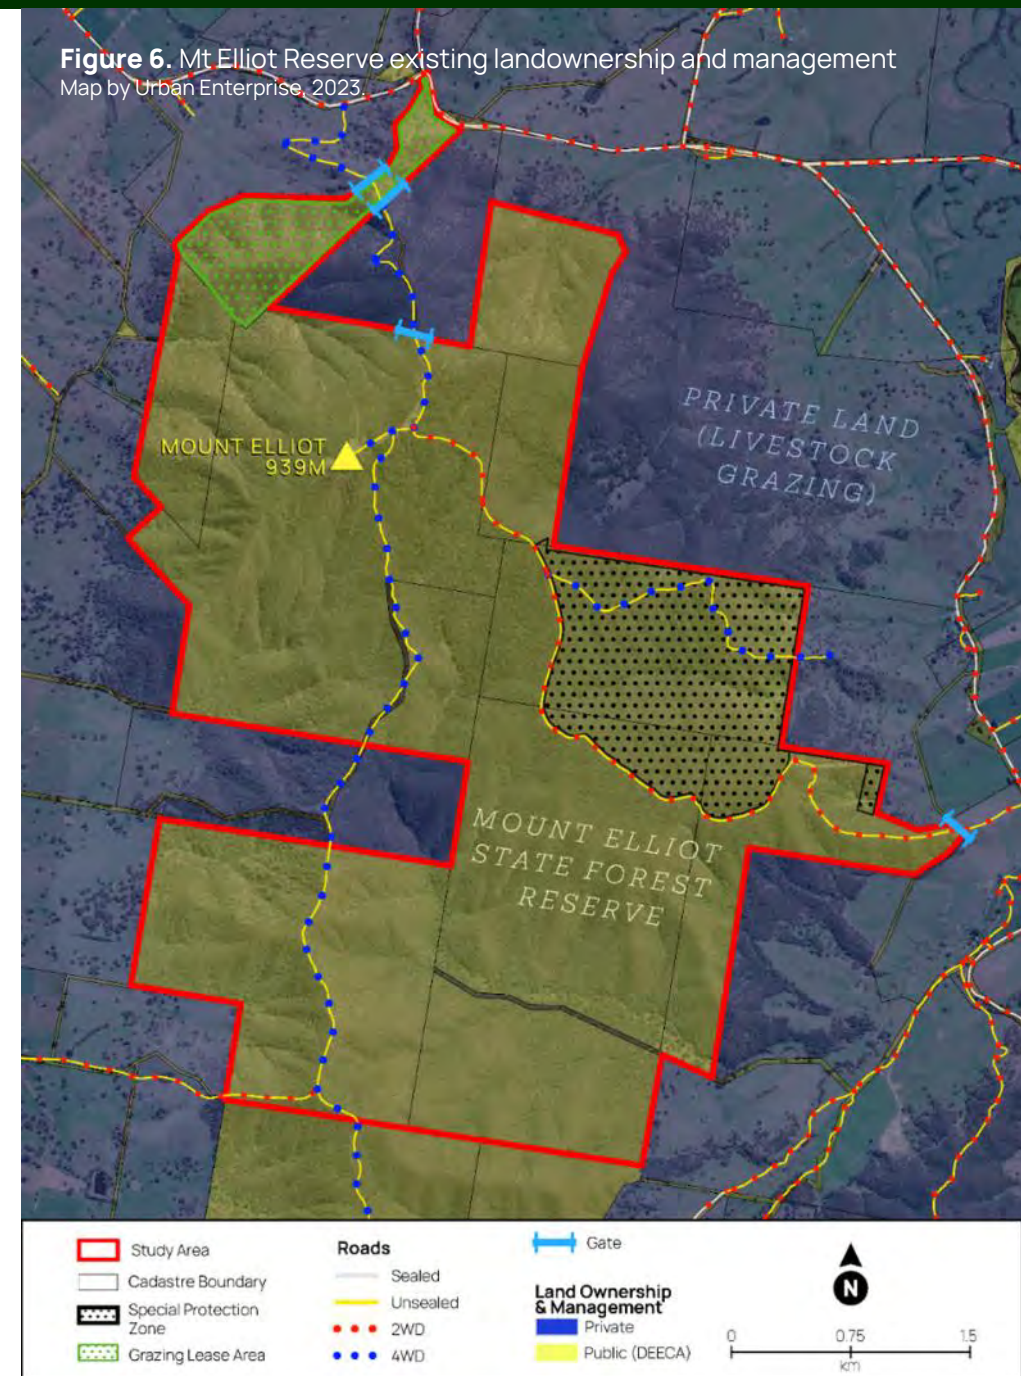 Figure 6. Mt Elliot Reserve existing landownership and management
Map by Urban Enterprise, 2023.
PRIVATE LAND
(LIVESTOCK
GRAZING)
MOUNT ELLIOT
939M
MOUNT ELLIOT
STATE FOREST
RESERVE
Study Area
Cadastre Boundary
Special Protection
Zone
Grazing Lease Area
Roads
Sealed
Unsealed
2WD
4WD
Gate
Land Ownership
& Management
Private
Public (DEECA)
N
0 0.75 1.5
km